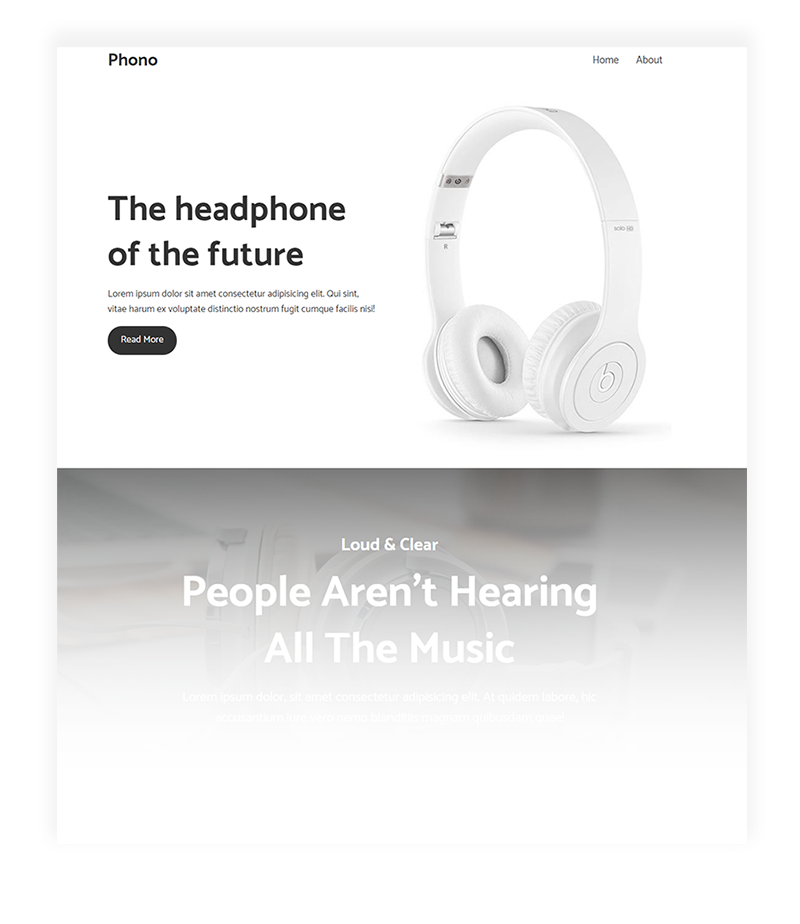 Phono
Home About
The headphone
of the future
Lorem ipsum dolor sit amet consectetur adipisicing elit. Qui sint,
vitae harum ex voluptate distinctio nostrum fugit cumque facilis nisi!
Read More
solo HD
R
b
Loud & Clear
People Aren't Hearing
All The Music
Lorem ipsum dolor, sit amet consectetur adipisicing elit. At quidem labore, hic